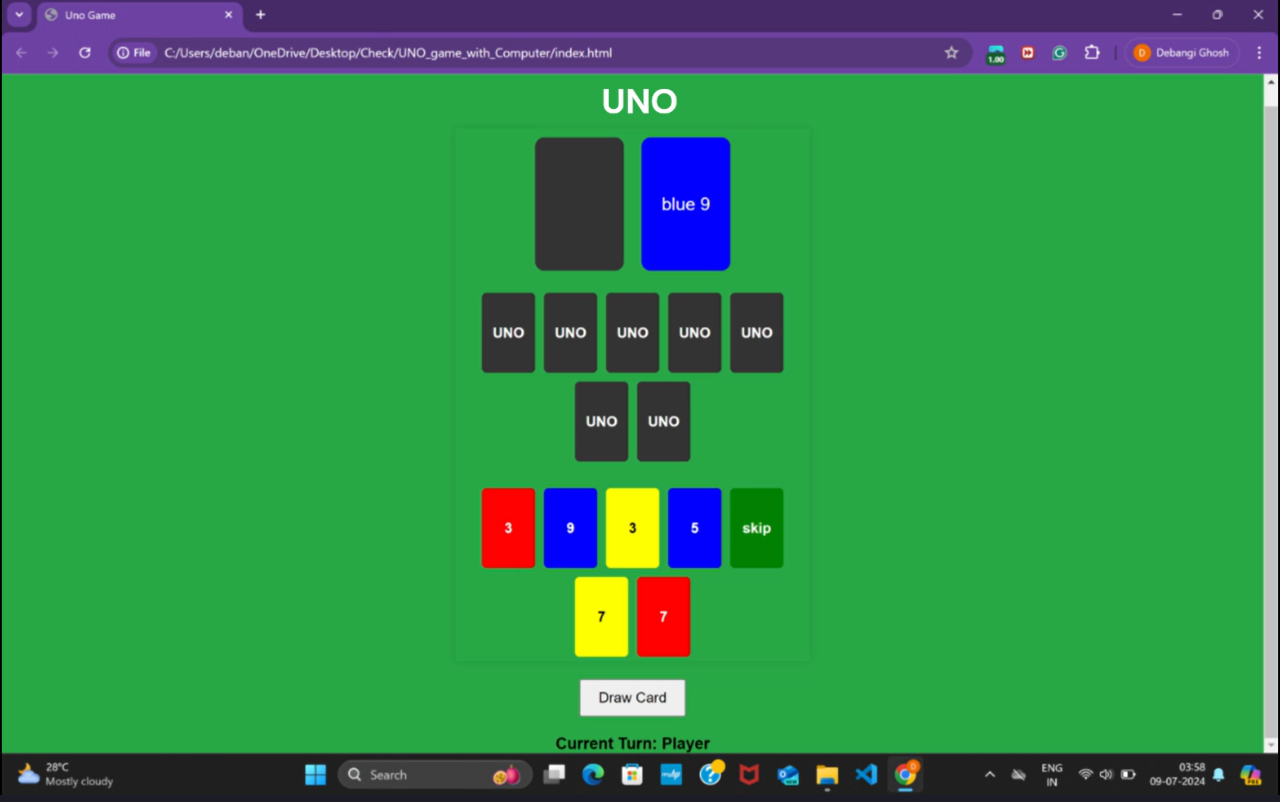 Uno Game
File C:/Users/deban/OneDrive/Desktop/Check/UNO_game_with_Computer/index.html 1.00 D Debangi Ghosh
UNO
blue 9
UNO UNO UNO UNO UNO
UNO UNO
3 9 3 5 skip
7 7
Draw Card
Current Turn: Player
28°C
Mostly cloudy
Search
ENG
IN
03:58
09-07-2024